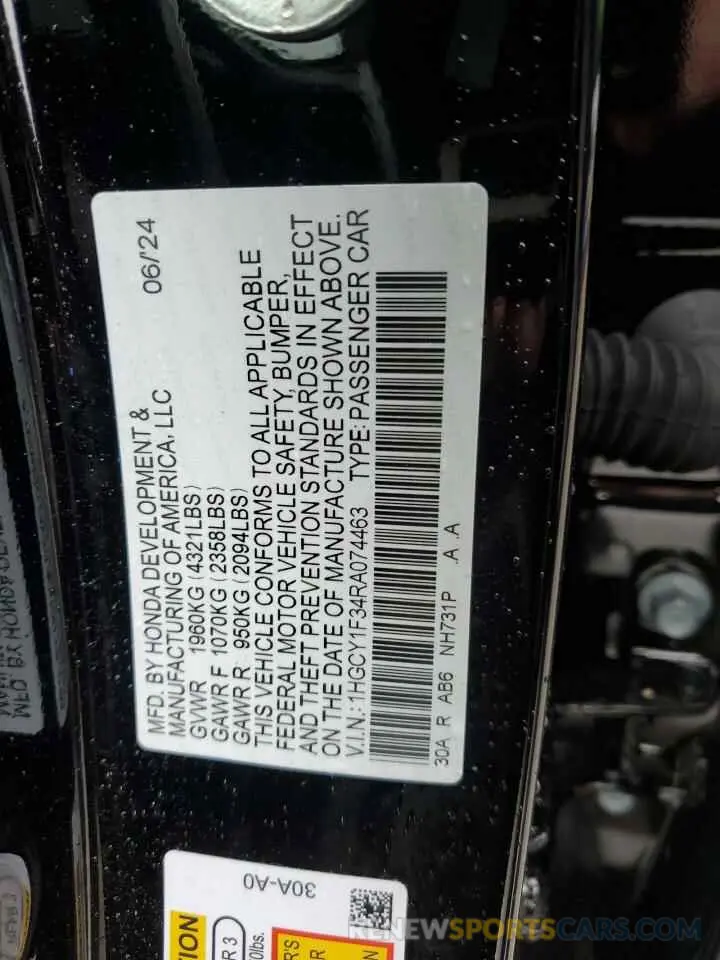 MFD. BY HONDA DEVELOPMENT &
MANUFACTURING OF AMERICA, LLC
06/'24
GVWR 1960KG (4321LBS)
GAWR F 1070KG (2358LBS)
GAWR R: 950KG (2094LBS)
THIS VEHICLE CONFORMS TO ALL APPLICABLE
FEDERAL MOTOR VEHICLE SAFETY, BUMPER,
AND THEFT PREVENTION STANDARDS IN EFFECT
ON THE DATE OF MANUFACTURE SHOWN ABOVE.
V.I.N.: 1HGCY1F34RA074463 TYPE: PASSENGER CAR
30A R AB6 NH731P .A .A
30A-A0
RENEWSPORTSCARS.COM